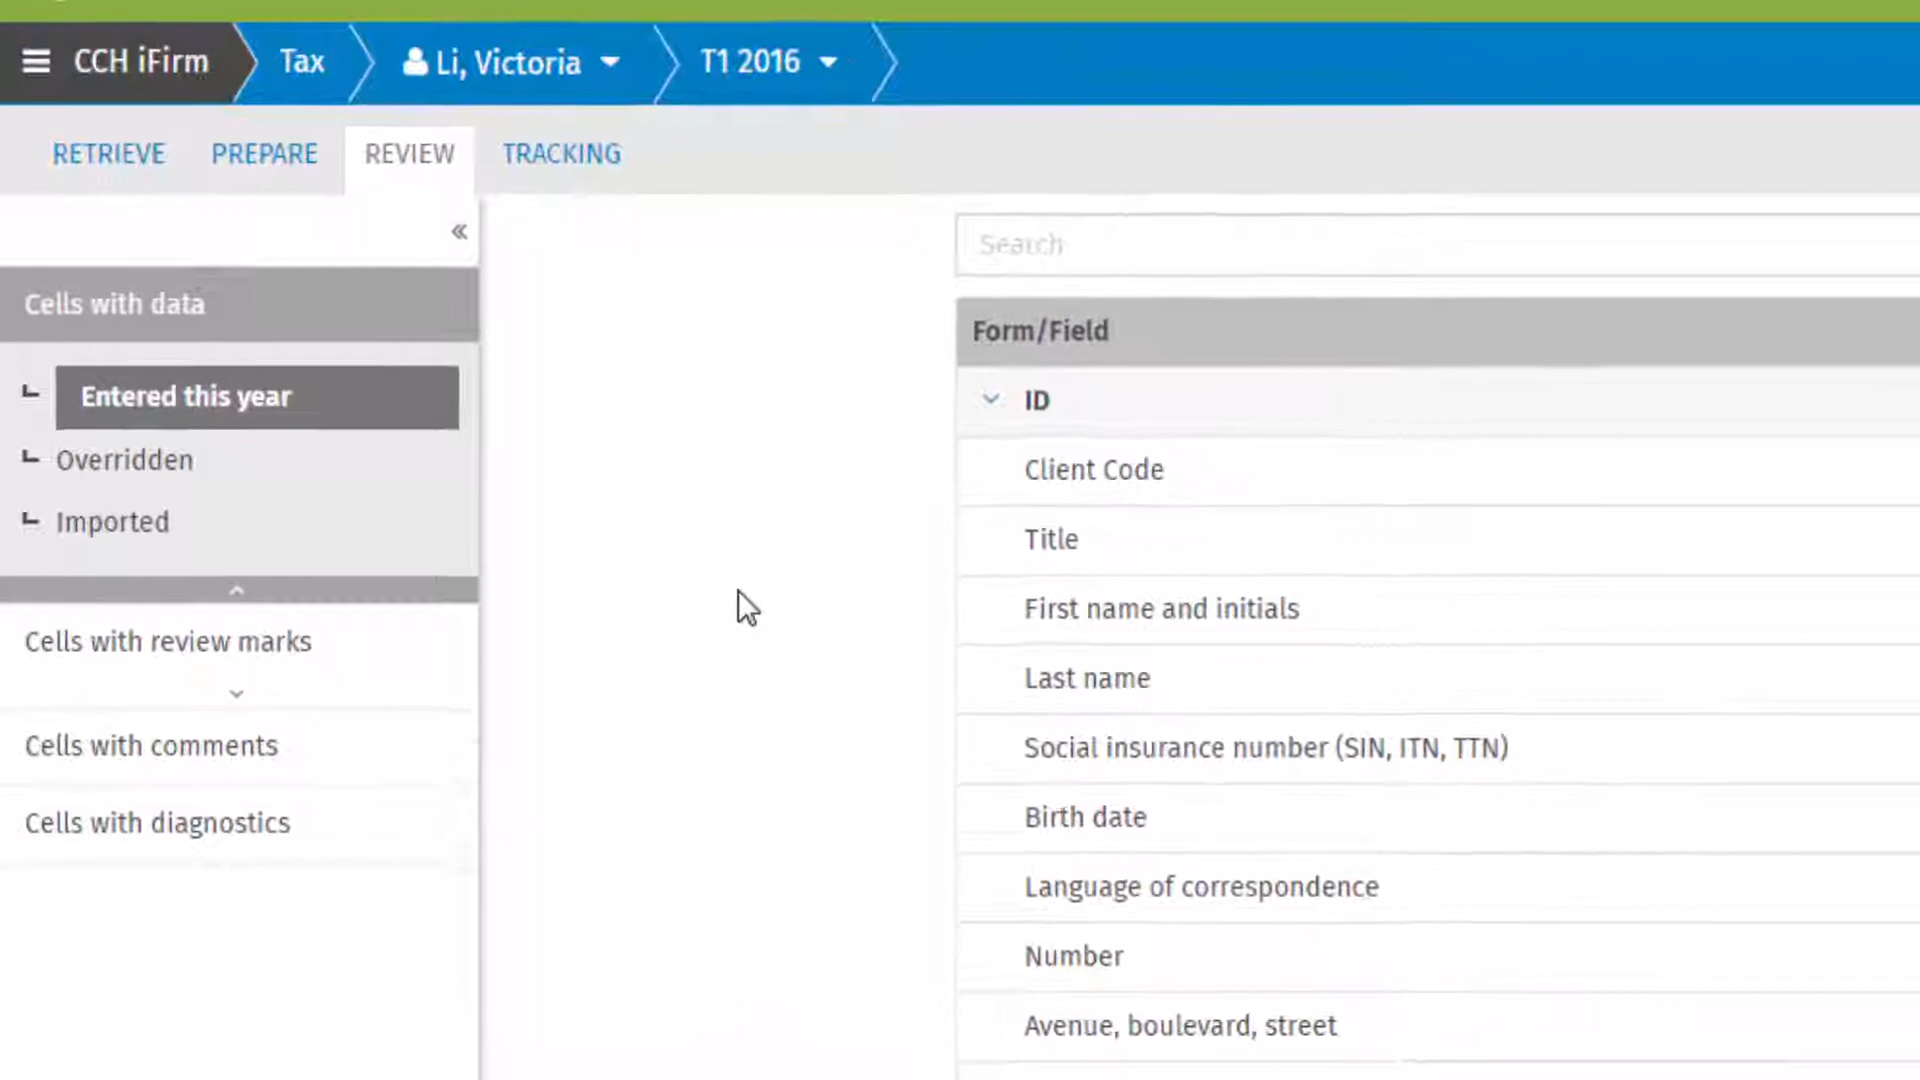 CCH iFirm
Tax
Li, Victoria
T1 2016
RETRIEVE
PREPARE
REVIEW
TRACKING
Cells with data
Entered this year
Overridden
Imported
Cells with review marks
Cells with comments
Cells with diagnostics
Search
Form/Field
ID
Client Code
Title
First name and initials
Last name
Social insurance number (SIN, ITN, TTN)
Birth date
Language of correspondence
Number
Avenue, boulevard, street